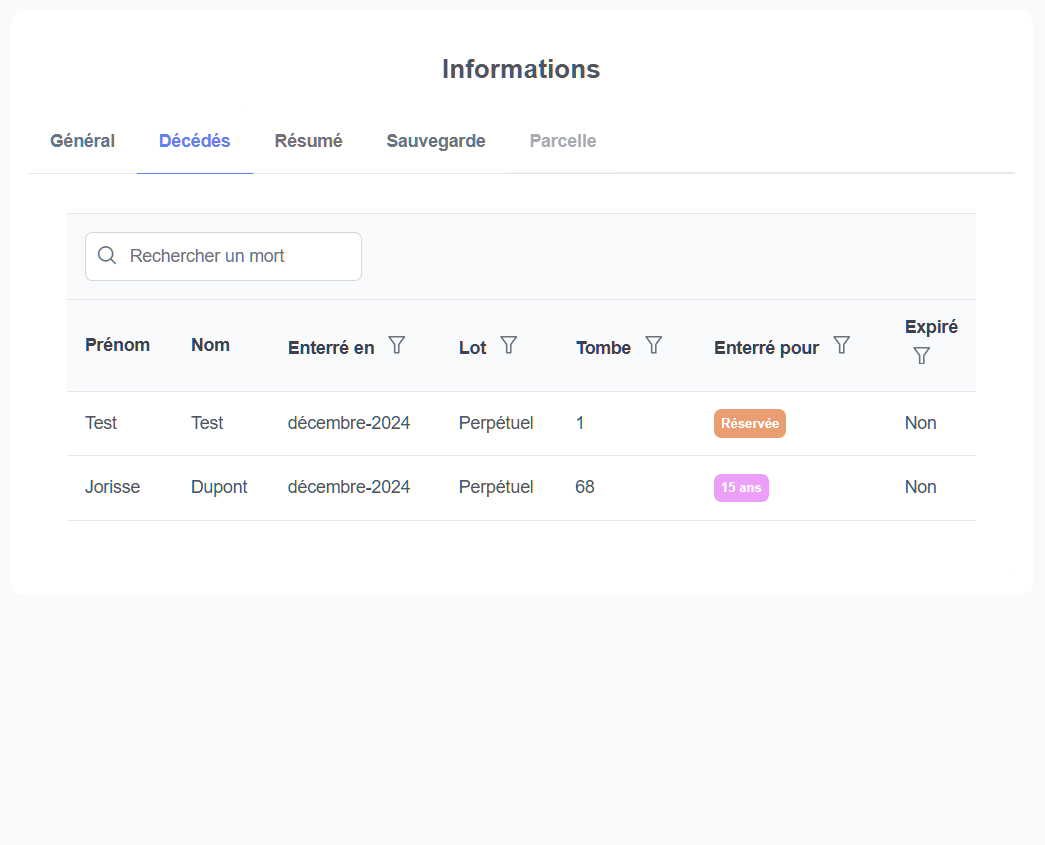 Informations
Général Décédés Résumé Sauvegarde Parcelle
Rechercher un mort
Prénom Nom Enterré en Lot Tombe Enterré pour Expiré
Test Test décembre-2024 Perpétuel 1 Réservée Non
Jorisse Dupont décembre-2024 Perpétuel 68 15 ans Non